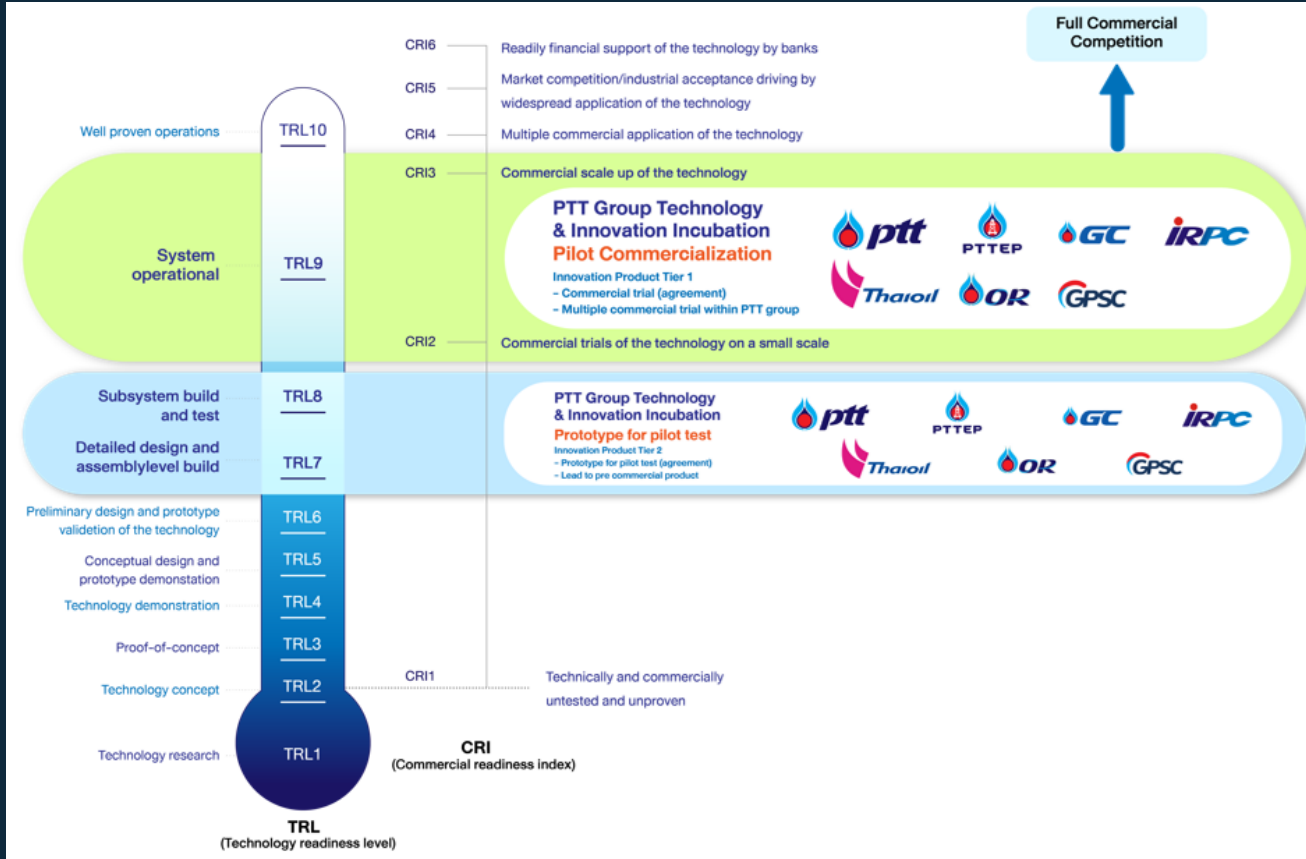 Full Commercial
Competition
CRI6
Readily financial support of the technology by banks
CRI5
Market competition/industrial acceptance driving by
widespread application of the technology
Well proven operations
TRL10
CRI4
Multiple commercial application of the technology
CRI3
Commercial scale up of the technology
System
operational
TRL9
PTT Group Technology
& Innovation Incubation
Pilot Commercialization
Innovation Product Tier 1
– Commercial trial (agreement)
– Multiple commercial trial within PTT group
ptt
PTTEP
GC
IRPC
Thaioil
OR
GPSC
CRI2
Commercial trials of the technology on a small scale
Subsystem build
and test
TRL8
Detailed design and
assemblylevel build
TRL7
PTT Group Technology
& Innovation Incubation
Prototype for pilot test
Innovation Product Tier 2
– Prototype for pilot test (agreement)
– Lead to pre commercial product
ptt
PTTEP
GC
IRPC
Thaioil
OR
GPSC
Preliminary design and prototype
validetion of the technology
TRL6
Conceptual design and
prototype demonstation
TRL5
Technology demonstration
TRL4
Proof-of-concept
TRL3
Technology concept
TRL2
CRI1
Technically and commercially
untested and unproven
Technology research
TRL1
CRI
(Commercial readiness index)
TRL
(Technology readiness level)